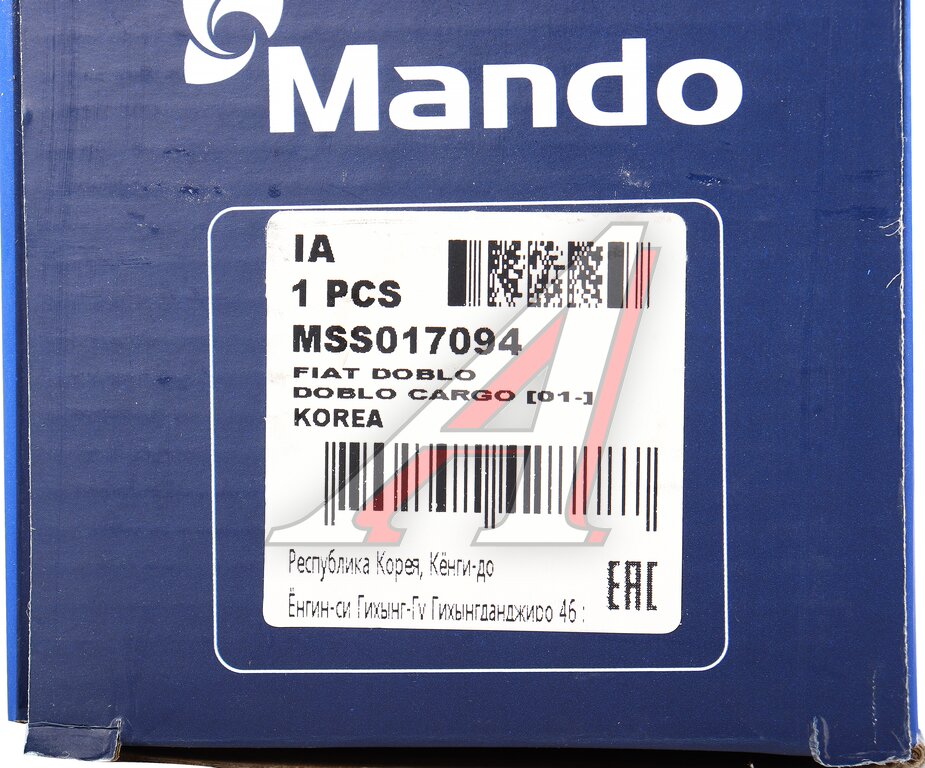 Mando
IA
1 PCS
MSS017094
FIAT DOBLO
DOBLO CARGO [01-]
KOREA
Республика Корея, Кёнги-до
Ёнгин-си Гихынг-Гу Гихынгданджиро 46
EAC